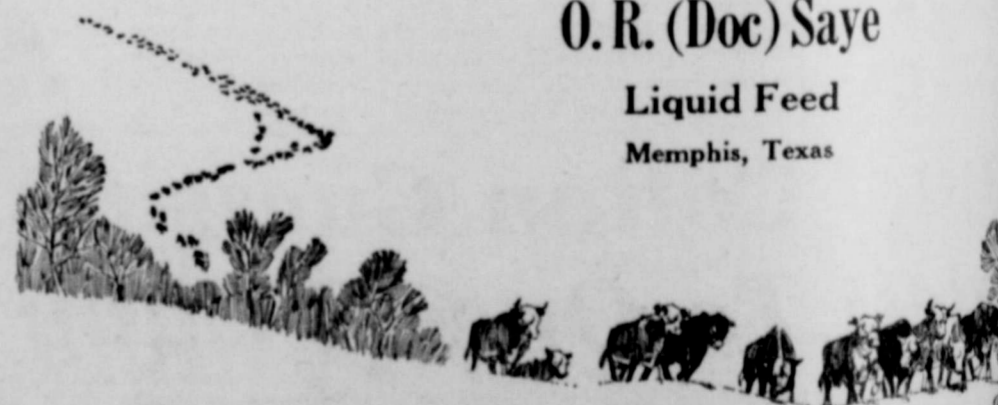 O. R. (Doc) Saye
Liquid Feed
Memphis, Texas